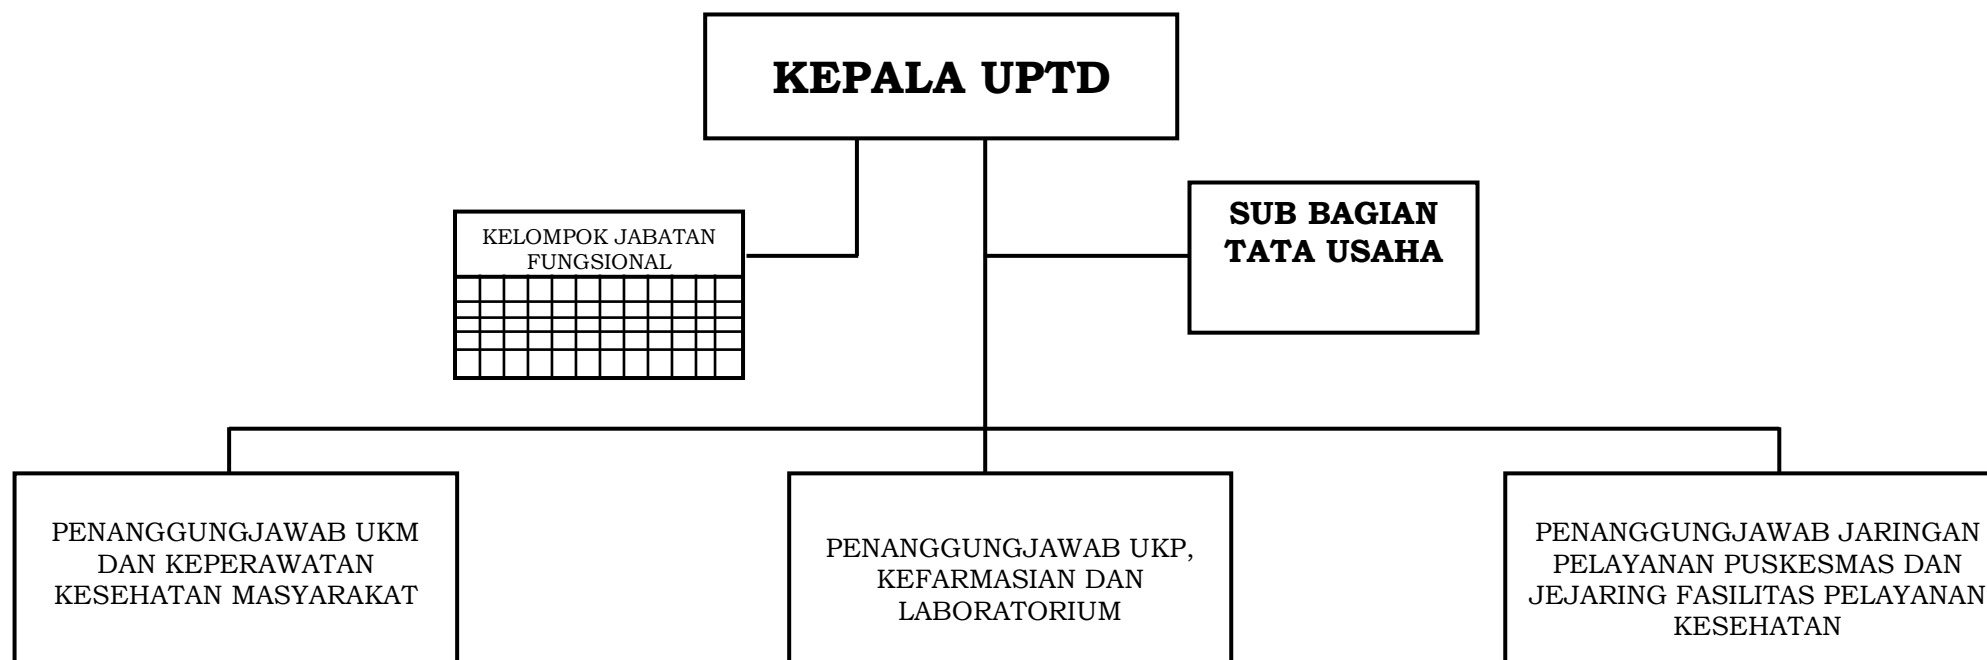 KEPALA UPTD
KELOMPOK JABATAN
FUNGSIONAL
SUB BAGIAN
TATA USAHA
PENANGGUNGJAWAB UKM
DAN KEPERAWATAN
KESEHATAN MASYARAKAT
PENANGGUNGJAWAB UKP,
KEFARMASIAN DAN
LABORATORIUM
PENANGGUNGJAWAB JARINGAN
PELAYANAN PUSKESMAS DAN
JEJARING FASILITAS PELAYANAN
KESEHATAN